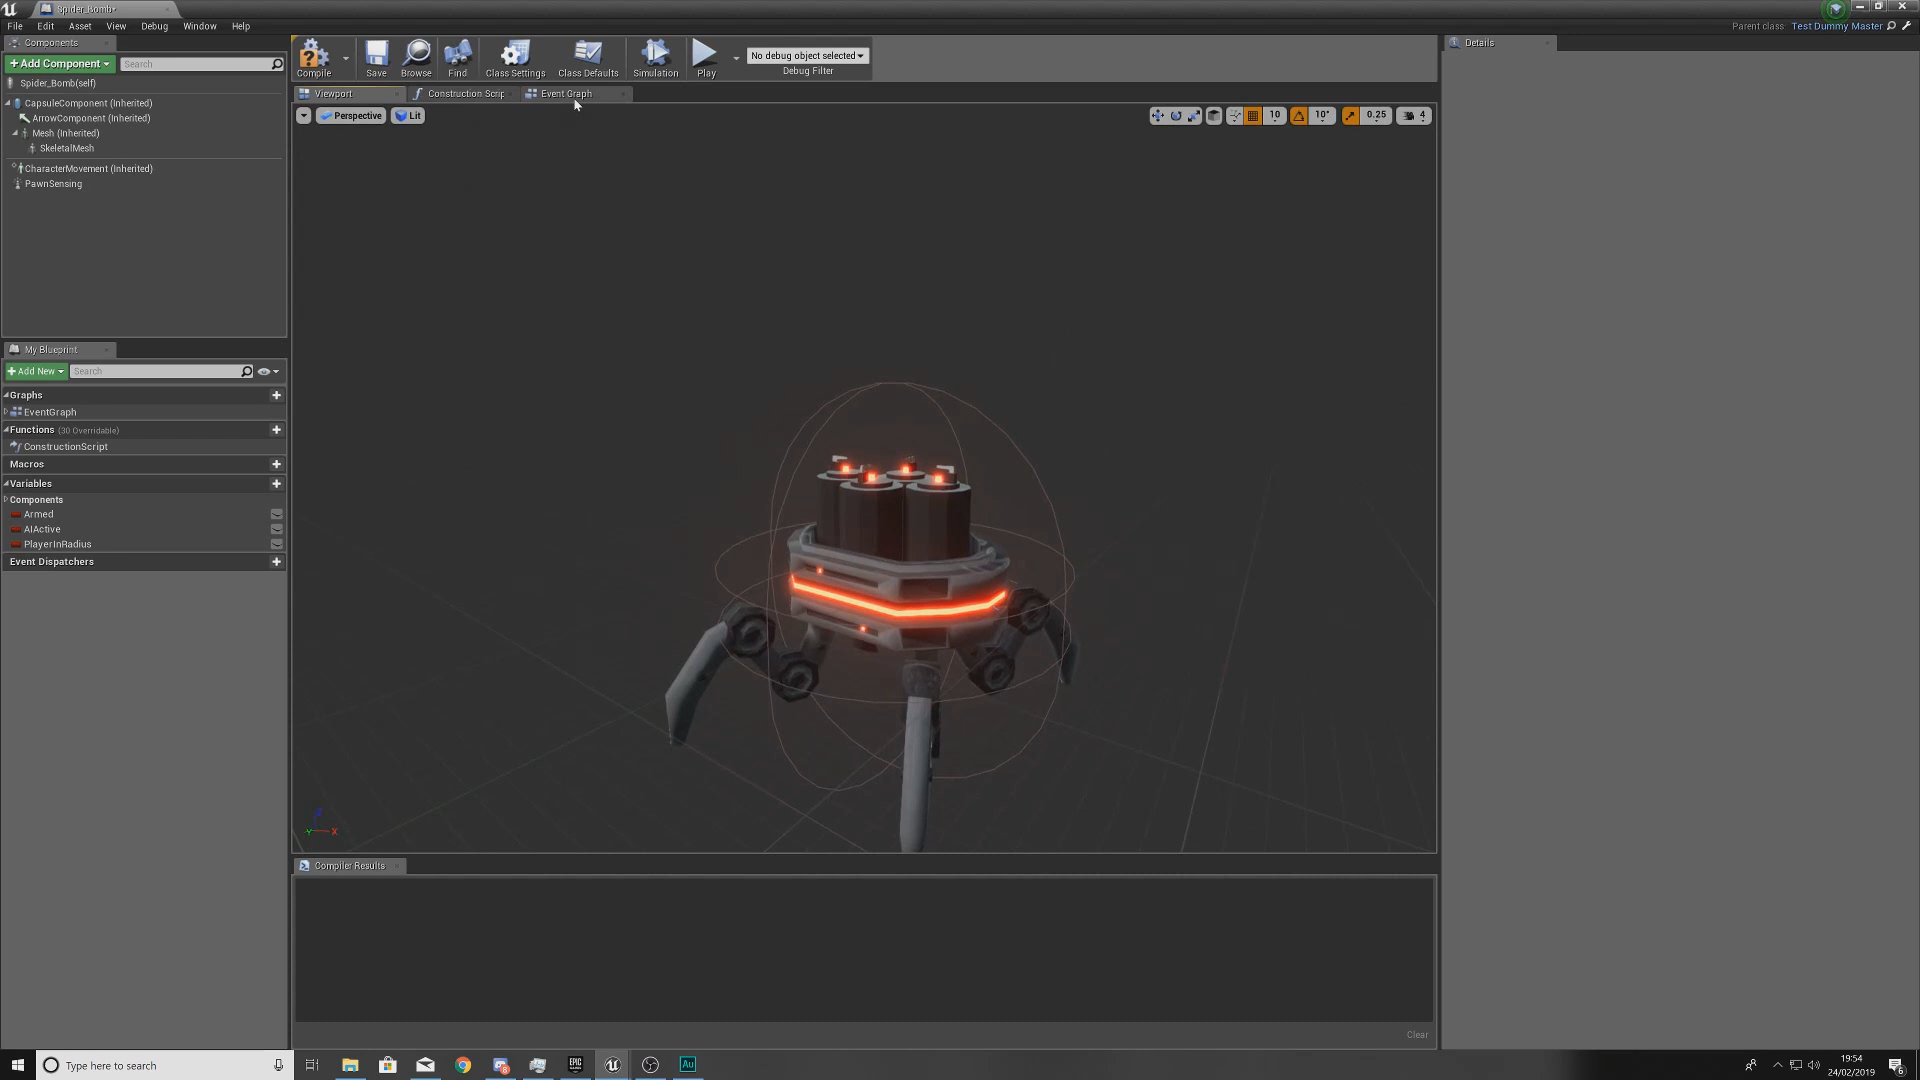 Spider_Bomb*
File Edit Asset View Debug Window Help
Parent class: Test Dummy Master
Components
+ Add Component
Search
Spider_Bomb(self)
CapsuleComponent (Inherited)
ArrowComponent (Inherited)
Mesh (Inherited)
SkeletalMesh
CharacterMovement (Inherited)
PawnSensing
Compile
Save
Browse
Find
Class Settings
Class Defaults
Simulation
Play
No debug object selected
Debug Filter
Viewport
Construction Scrip
Event Graph
Perspective
Lit
10
10°
0.25
4
Details
My Blueprint
+ Add New
Search
Graphs
EventGraph
Functions (30 Overridable)
ConstructionScript
Macros
Variables
Components
Armed
AIActive
PlayerInRadius
Event Dispatchers
Z
Y
X
Compiler Results
Clear
Type here to search
EPIC
Au
19:54
24/02/2019